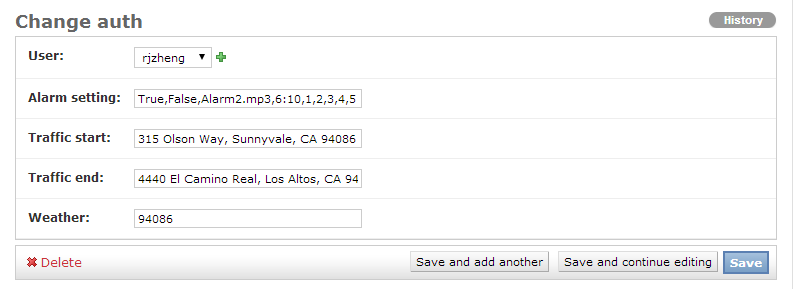 Change auth
History
User:
rjzheng
Alarm setting:
True,False,Alarm2.mp3,6:10,1,2,3,4,5
Traffic start:
315 Olson Way, Sunnyvale, CA 94086
Traffic end:
4440 El Camino Real, Los Altos, CA 94
Weather:
94086
Delete
Save and add another
Save and continue editing
Save